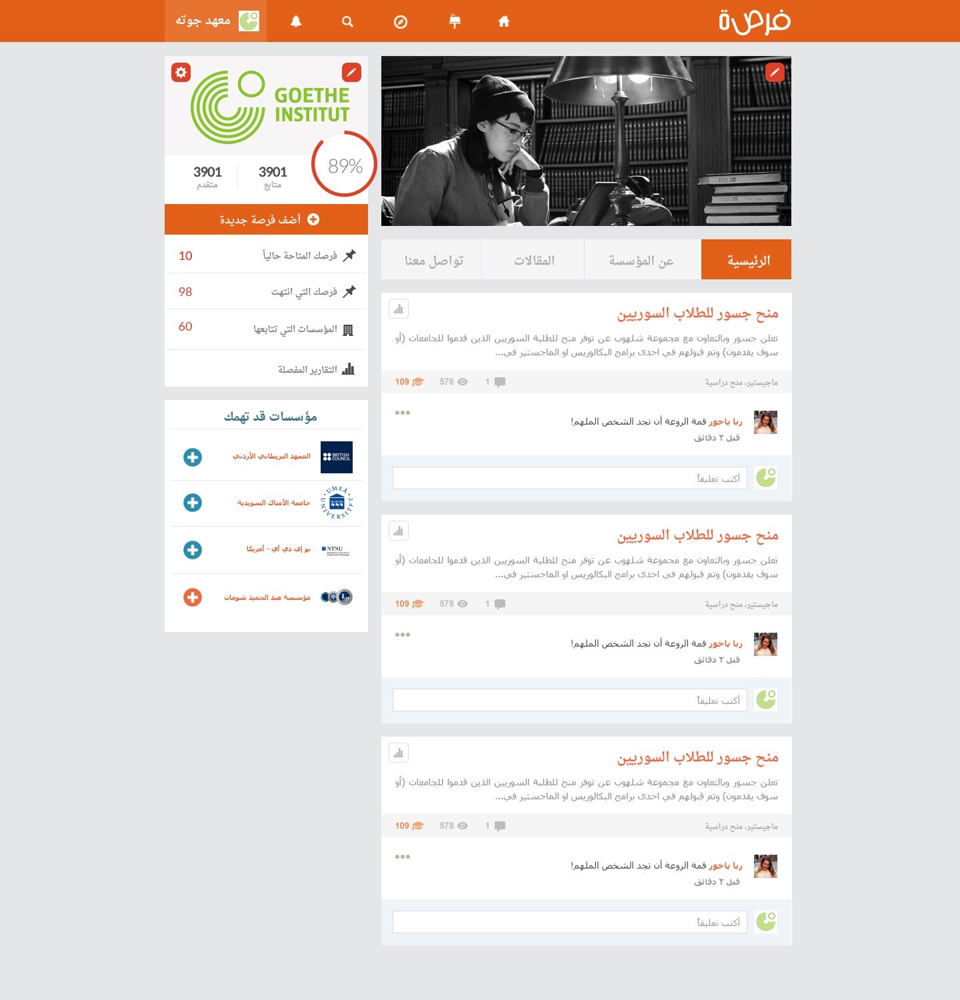 فرصة
معهد جوته
GOETHE
INSTITUT
89%
3901
متابع
3901
متقدم
أضف فرصة جديدة
فرصك المتاحة حالياً 10
فرصك التي انتهت 98
المؤسسات التي تتابعها 60
التقارير المفصلة
مؤسسات قد تهمك
BRITISH
COUNCIL
المعهد البريطاني الأردني
UMEÅ UNIVERSITET
جامعة الأمناك السويدية
NTNU
يو إف دي أي - أمريكا
مؤسسة عبد الحميد شومان
الرئيسية
عن المؤسسة
المقالات
تواصل معنا
منح جسور للطلاب السوريين
تعلن جسور وبالتعاون مع مجموعة شلهوب عن توفر منح للطلبة السوريين الذين قدموا للجامعات (أو
سوف يقدمون) وتم قبولهم في احدى برامج البكالوريس او الماجستير في...
ماجيستير، منح دراسية
1
578
109
ربا ياخور قمة الروعة أن تجد الشخص الملهم!
قبل ٢ دقائق
أكتب تعليقاً
منح جسور للطلاب السوريين
تعلن جسور وبالتعاون مع مجموعة شلهوب عن توفر منح للطلبة السوريين الذين قدموا للجامعات (أو
سوف يقدمون) وتم قبولهم في احدى برامج البكالوريس او الماجستير في...
ماجيستير، منح دراسية
1
578
109
ربا ياخور قمة الروعة أن تجد الشخص الملهم!
قبل ٢ دقائق
أكتب تعليقاً
منح جسور للطلاب السوريين
تعلن جسور وبالتعاون مع مجموعة شلهوب عن توفر منح للطلبة السوريين الذين قدموا للجامعات (أو
سوف يقدمون) وتم قبولهم في احدى برامج البكالوريس او الماجستير في...
ماجيستير، منح دراسية
1
578
109
ربا ياخور قمة الروعة أن تجد الشخص الملهم!
قبل ٢ دقائق
أكتب تعليقاً